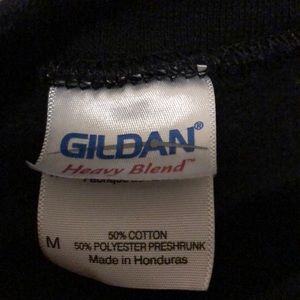 GILDAN®
Heavy Blend™
M
50% COTTON
50% POLYESTER PRESHRUNK
Made in Honduras